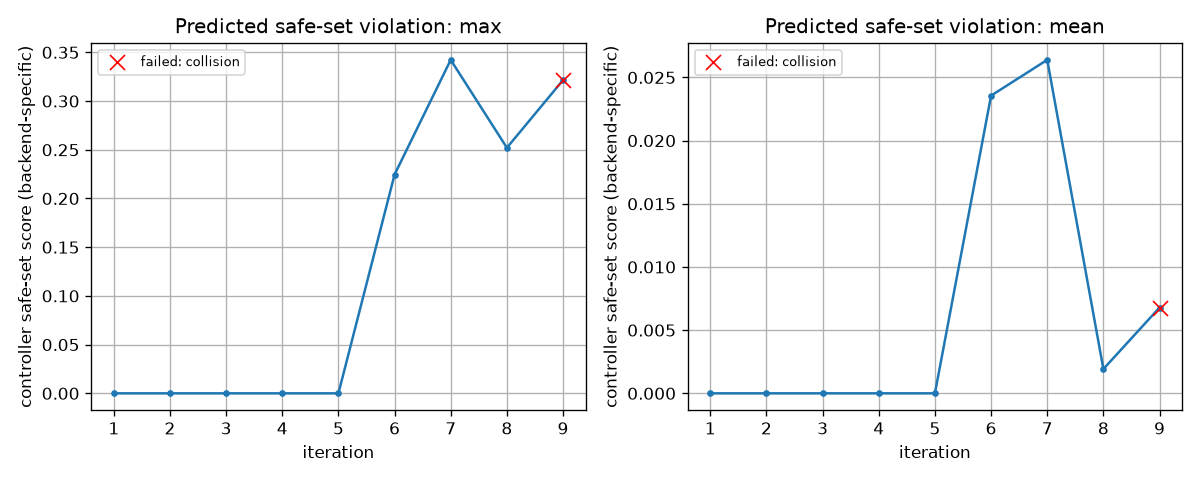 Predicted safe-set violation: max
controller safe-set score (backend-specific)
failed: collision
0.35
0.30
0.25
0.20
0.15
0.10
0.05
0.00
1 2 3 4 5 6 7 8 9
iteration
Predicted safe-set violation: mean
controller safe-set score (backend-specific)
failed: collision
0.025
0.020
0.015
0.010
0.005
0.000
1 2 3 4 5 6 7 8 9
iteration